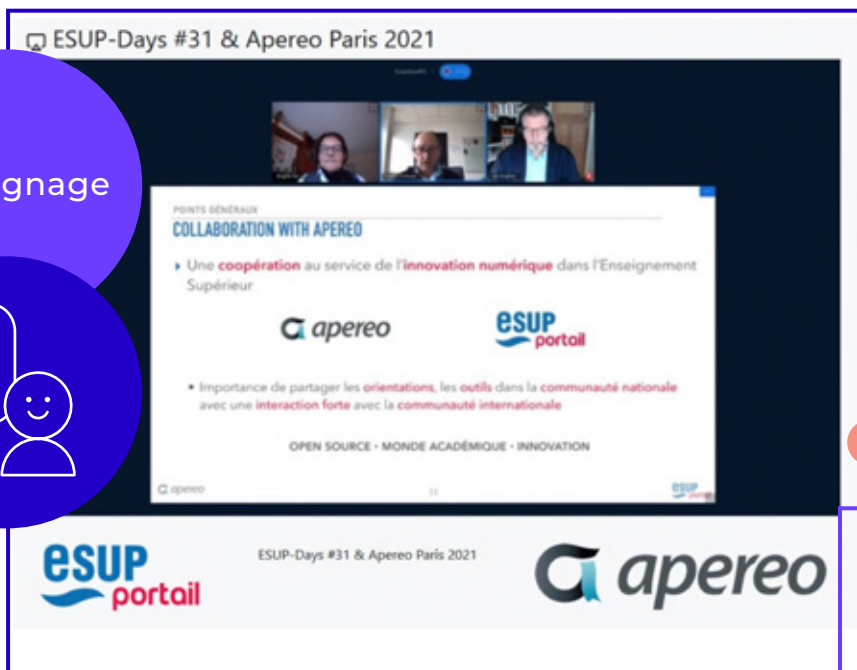 ESUP-Days #31 & Apereo Paris 2021
gnage
POINTS GÉNÉRAUX
COLLABORATION WITH APEREO
Une coopération au service de l'innovation numérique dans l'Enseignement
Supérieur
apereo
esup
portail
• Importance de partager les orientations, les outils dans la communauté nationale
avec une interaction forte avec la communauté internationale
OPEN SOURCE • MONDE ACADÉMIQUE • INNOVATION
apereo
11
esup
esup
portail
ESUP-Days #31 & Apereo Paris 2021
apereo